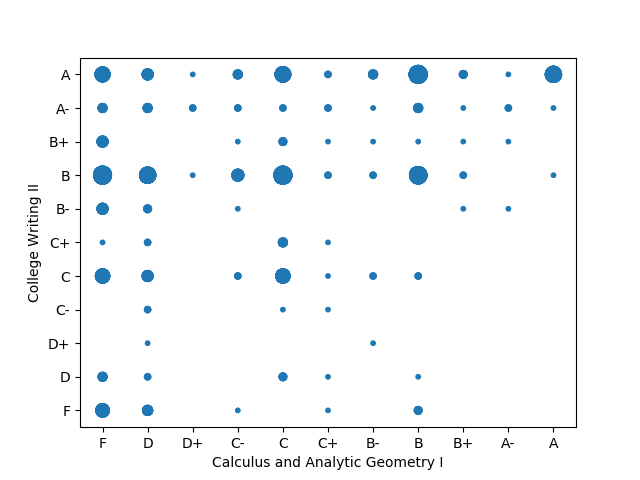 A
A-
B+
B
B-
C+
C
C-
D+
D
F
College Writing II
F D D+ C- C C+ B- B B+ A- A
Calculus and Analytic Geometry I